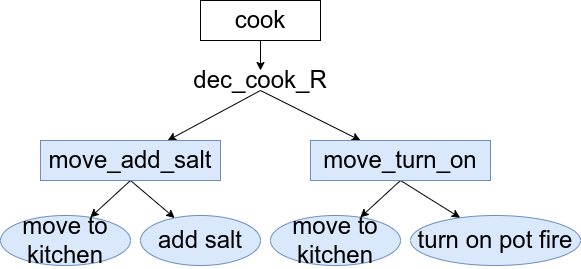 cook
dec_cook_R
move_add_salt
move_turn_on
move to
kitchen
add salt
move to
kitchen
turn on pot fire